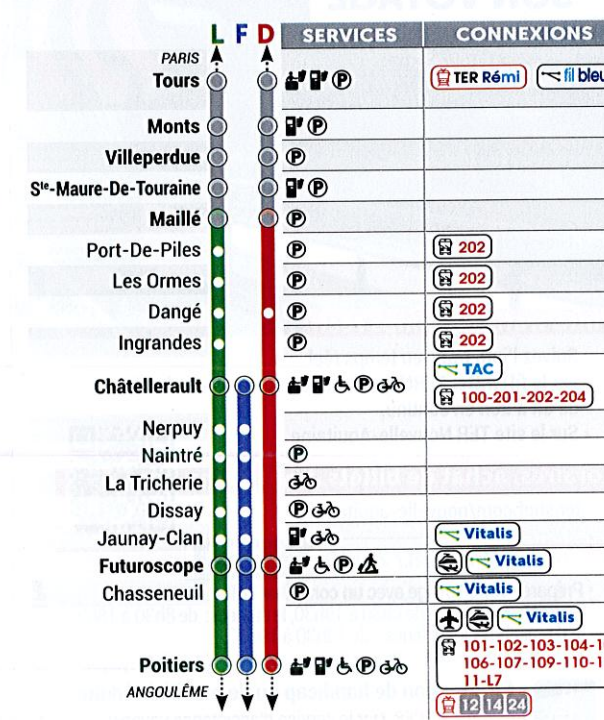 L F D SERVICES CONNEXIONS
PARIS
Tours P TER Rémi fil bleu
Monts P
Villeperdue P
Ste-Maure-De-Touraine P
Maillé P
Port-De-Piles P 202
Les Ormes P 202
Dangé P 202
Ingrandes P 202
TAC
Châtellerault P
100-201-202-204
Nerpuy
Naintré P
La Tricherie
Dissay P
Jaunay-Clan Vitalis
Futuroscope P Vitalis
Chasseneuil P Vitalis
Vitalis
101-102-103-104-1
Poitiers P 106-107-109-110-1
11-L7
ANGOULÊME 12 14 24